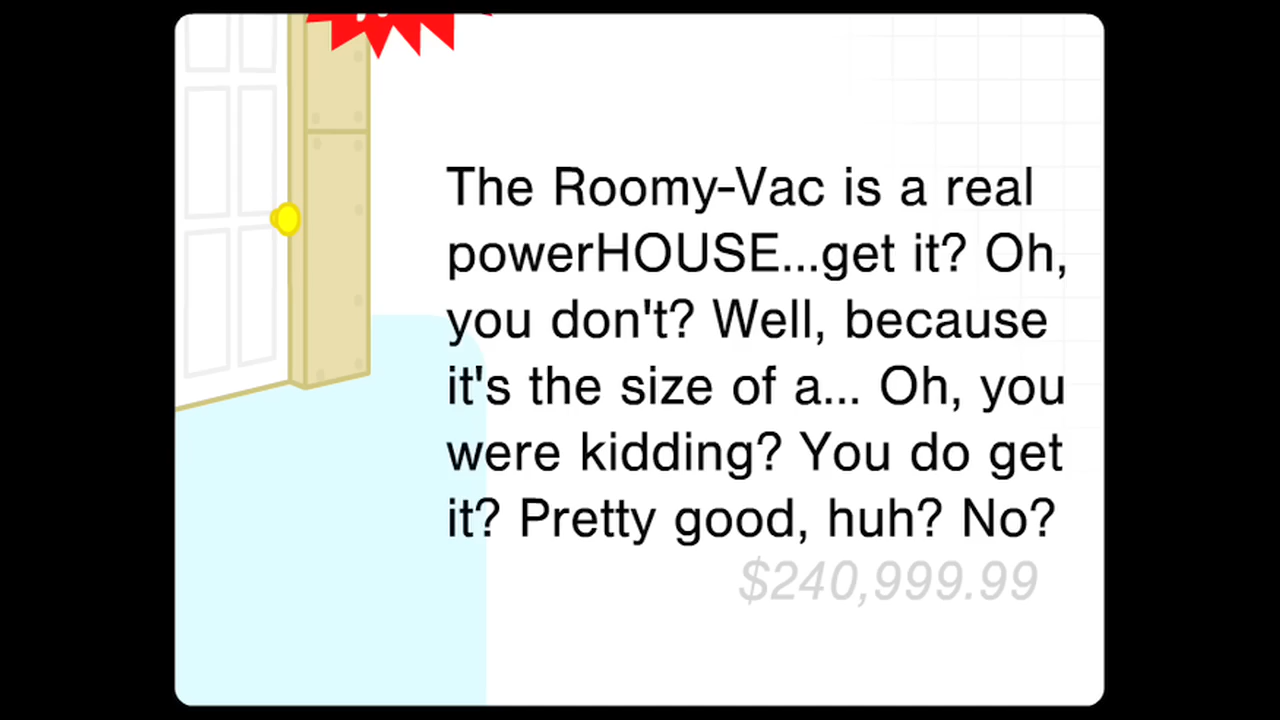 The Roomy-Vac is a real
powerHOUSE...get it? Oh,
you don't? Well, because
it's the size of a... Oh, you
were kidding? You do get
it? Pretty good, huh? No?
$240,999.99